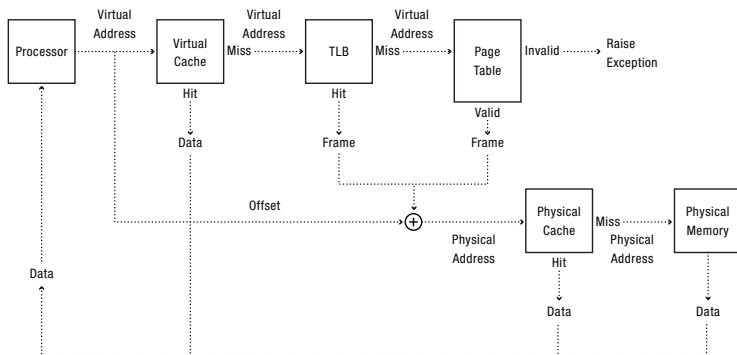 Virtual
Address
Virtual
Address
Virtual
Address
Processor
Virtual
Cache
Miss
TLB
Miss
Page
Table
Invalid
Raise
Exception
Hit
Hit
Valid
Data
Frame
Frame
Offset
+
Physical
Address
Physical
Cache
Miss
Physical
Address
Physical
Memory
Hit
Data
Data
Data